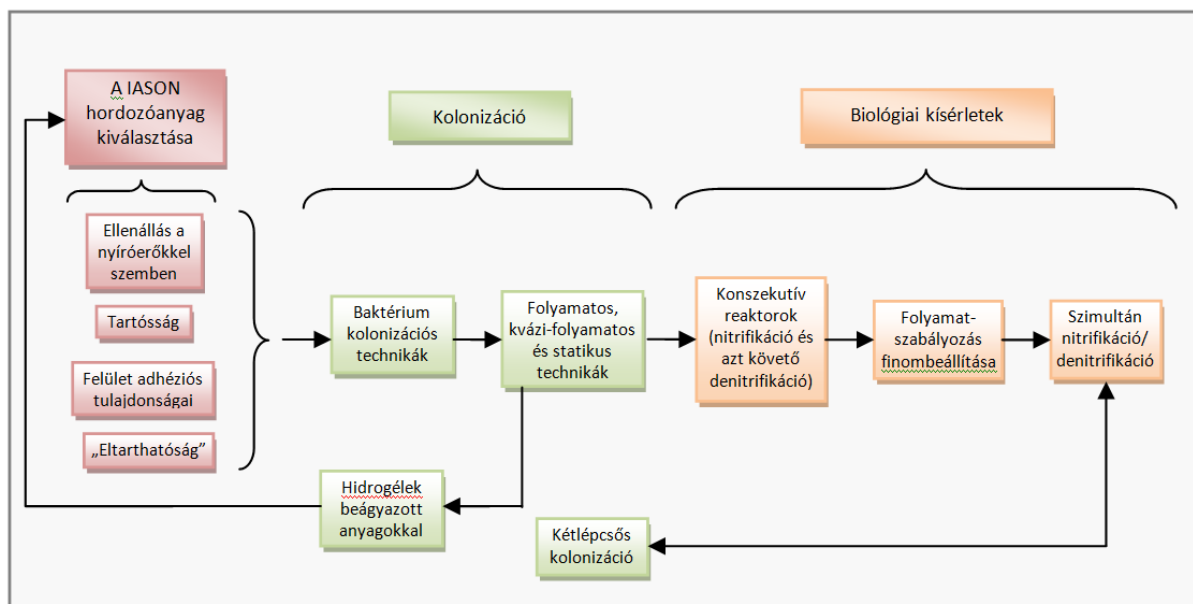 A IASON
hordozóanyag
kiválasztása
Kolonizáció
Biológiai kísérletek
Ellenállás a
nyíróerőkkel
szemben
Tartósság
Felület adhéziós
tulajdonságai
„Eltarthatóság”
Baktérium
kolonizációs
technikák
Folyamatos,
kvázi-folyamatos
és statikus
technikák
Konszekutív
reaktorok
(nitrifikáció és
azt követő
denitrifikáció)
Folyamat-
szabályozás
finombeállítása
Szimultán
nitrifikáció/
denitrifikáció
Hidrogélek
beágyazott
anyagokkal
Kétlépcsős
kolonizáció